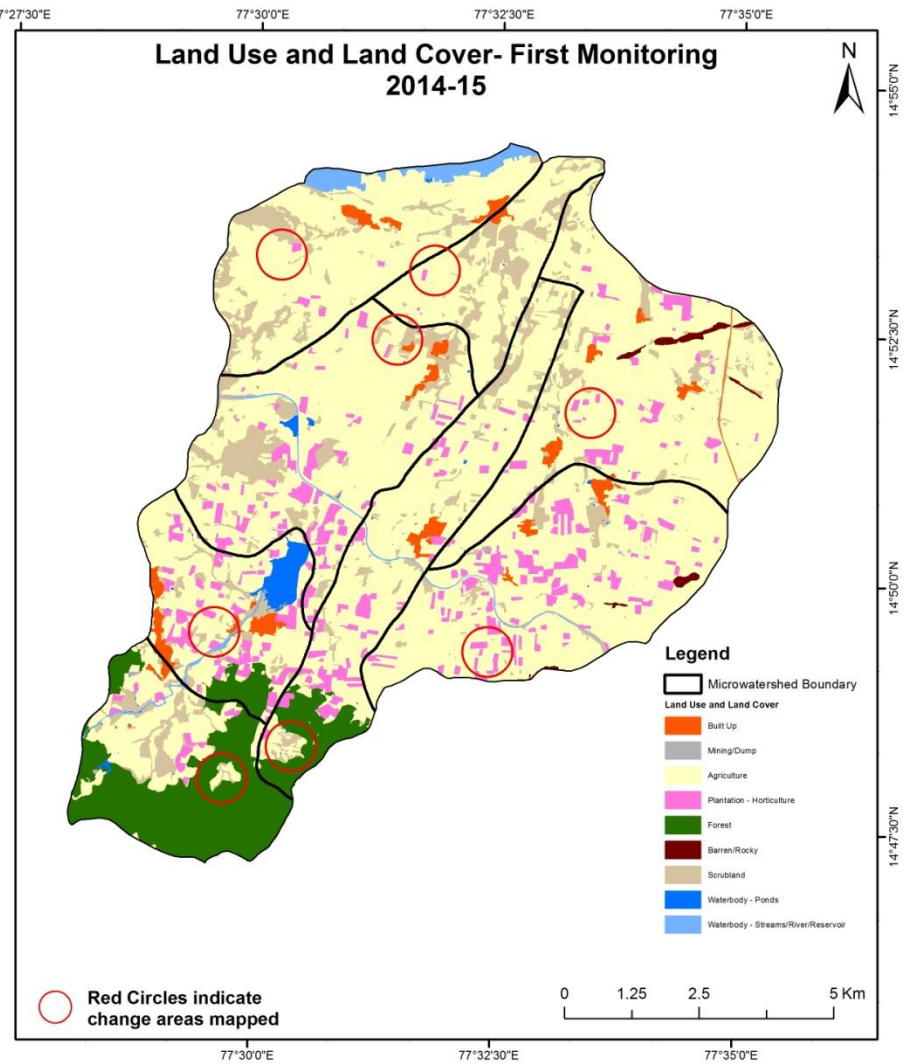 77°27'30"E 77°30'0"E 77°32'30"E 77°35'0"E
Land Use and Land Cover- First Monitoring
2014-15
N
14°55'0"N
14°52'30"N
14°50'0"N
14°47'30"N
Legend
Microwatershed Boundary
Land Use and Land Cover
Built Up
Mining/Dump
Agriculture
Plantation - Horticulture
Forest
Barren/Rocky
Scrubland
Waterbody - Ponds
Waterbody - Streams/River/Reservoir
Red Circles indicate
change areas mapped
0 1.25 2.5 5 Km
77°30'0"E 77°32'30"E 77°35'0"E